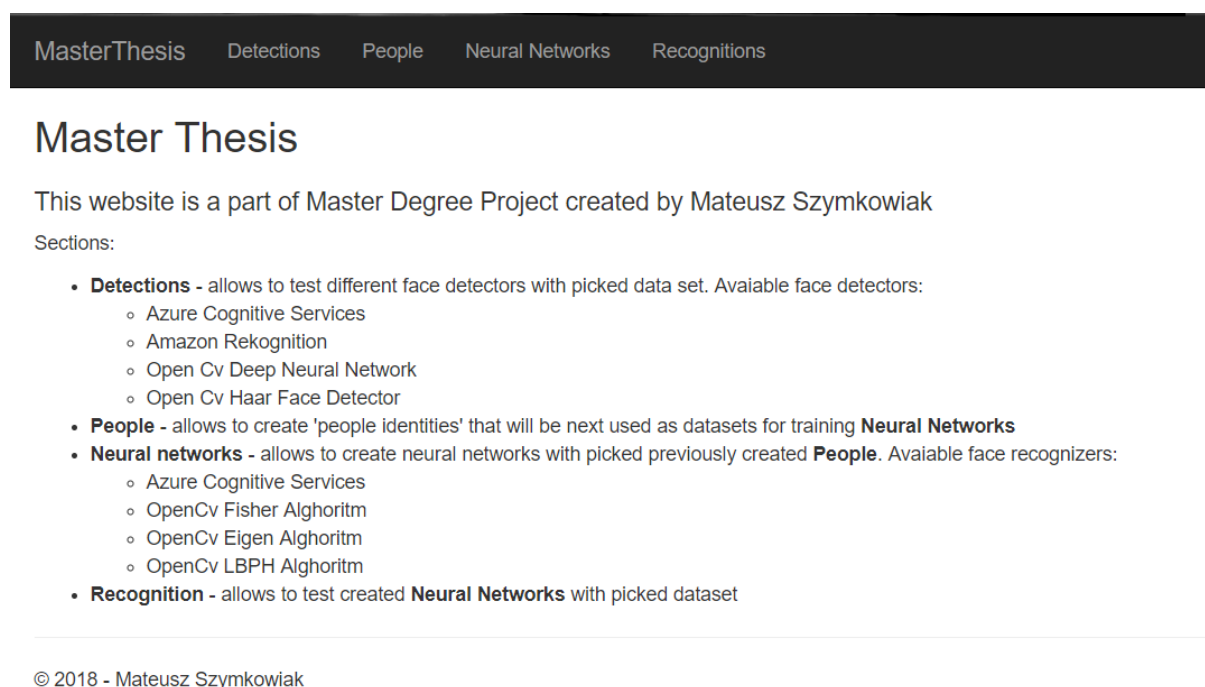 MasterThesis Detections People Neural Networks Recognitions
Master Thesis
This website is a part of Master Degree Project created by Mateusz Szymkowiak
Sections:
• Detections - allows to test different face detectors with picked data set. Avaiable face detectors:
◦ Azure Cognitive Services
◦ Amazon Rekognition
◦ Open Cv Deep Neural Network
◦ Open Cv Haar Face Detector
• People - allows to create 'people identities' that will be next used as datasets for training Neural Networks
• Neural networks - allows to create neural networks with picked previously created People. Avaiable face recognizers:
◦ Azure Cognitive Services
◦ OpenCv Fisher Alghoritm
◦ OpenCv Eigen Alghoritm
◦ OpenCv LBPH Alghoritm
• Recognition - allows to test created Neural Networks with picked dataset
© 2018 - Mateusz Szymkowiak